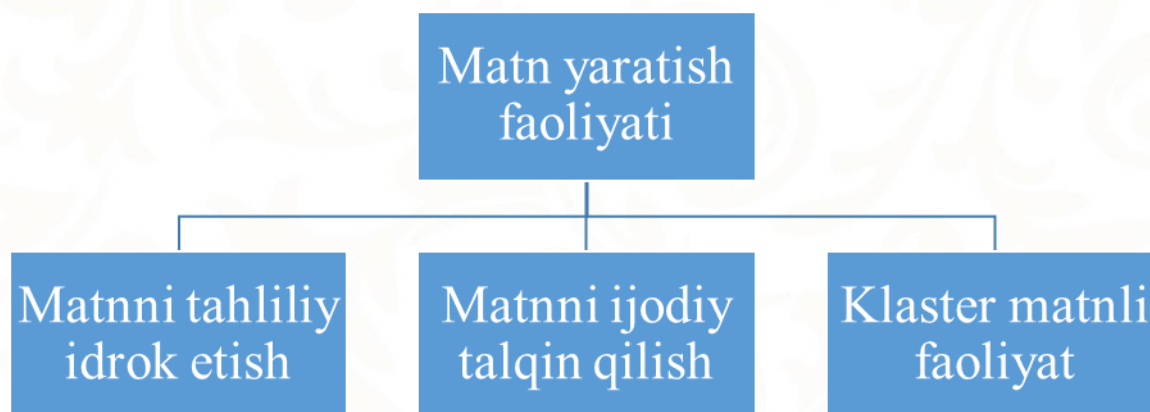 Matn yaratish
faoliyati
Matnni tahliliy
idrok etish
Matnni ijodiy
talqin qilish
Klaster matnli
faoliyat